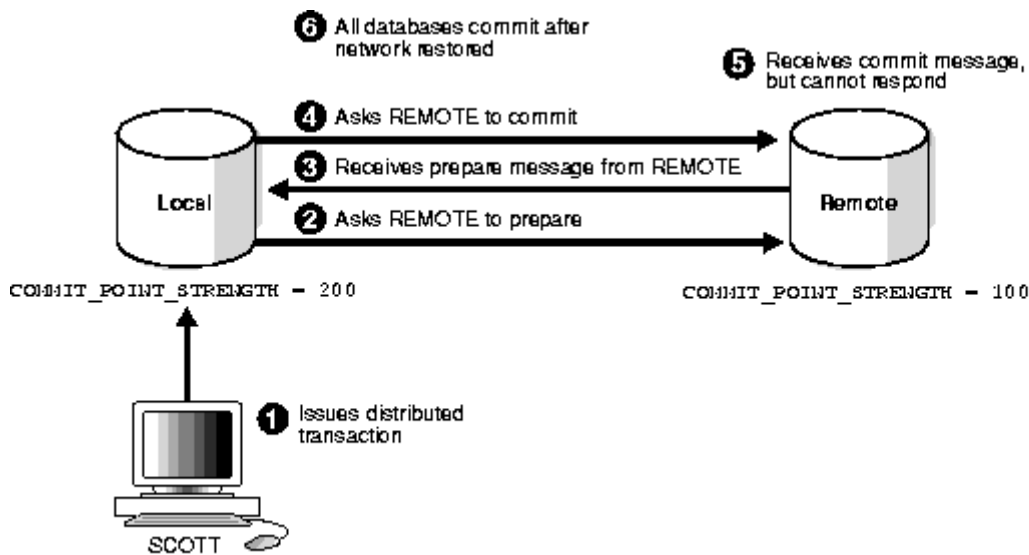 6 All databases commit after
network restored
5 Receives commit message,
but cannot respond
4 Asks REMOTE to commit
3 Receives prepare message from REMOTE
Local
Remote
2 Asks REMOTE to prepare
COMMIT_POINT_STRENGTH = 200
COMMIT_POINT_STRENGTH = 100
1 Issues distributed
transaction
SCOTT